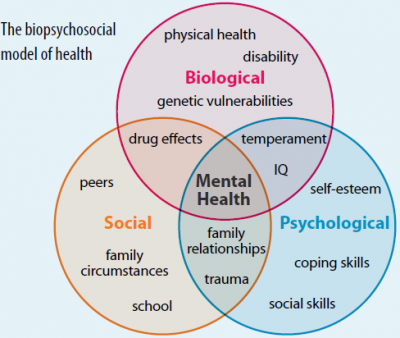 The biopsychosocial
model of health
physical health
disability
Biological
genetic vulnerabilities
drug effects
temperament
IQ
peers
Mental
Health
self-esteem
Social
family
relationships
Psychological
family
circumstances
trauma
coping skills
school
social skills